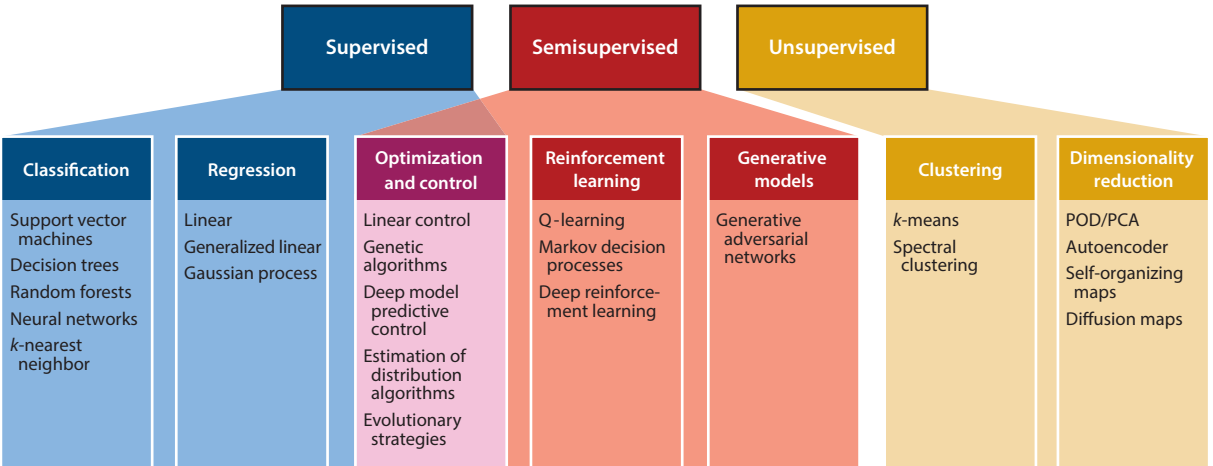 Supervised
Semisupervised
Unsupervised
Classification
Support vector
machines
Decision trees
Random forests
Neural networks
k-nearest
neighbor
Regression
Linear
Generalized linear
Gaussian process
Optimization
and control
Linear control
Genetic
algorithms
Deep model
predictive
control
Estimation of
distribution
algorithms
Evolutionary
strategies
Reinforcement
learning
Q-learning
Markov decision
processes
Deep reinforce-
ment learning
Generative
models
Generative
adversarial
networks
Clustering
k-means
Spectral
clustering
Dimensionality
reduction
POD/PCA
Autoencoder
Self-organizing
maps
Diffusion maps